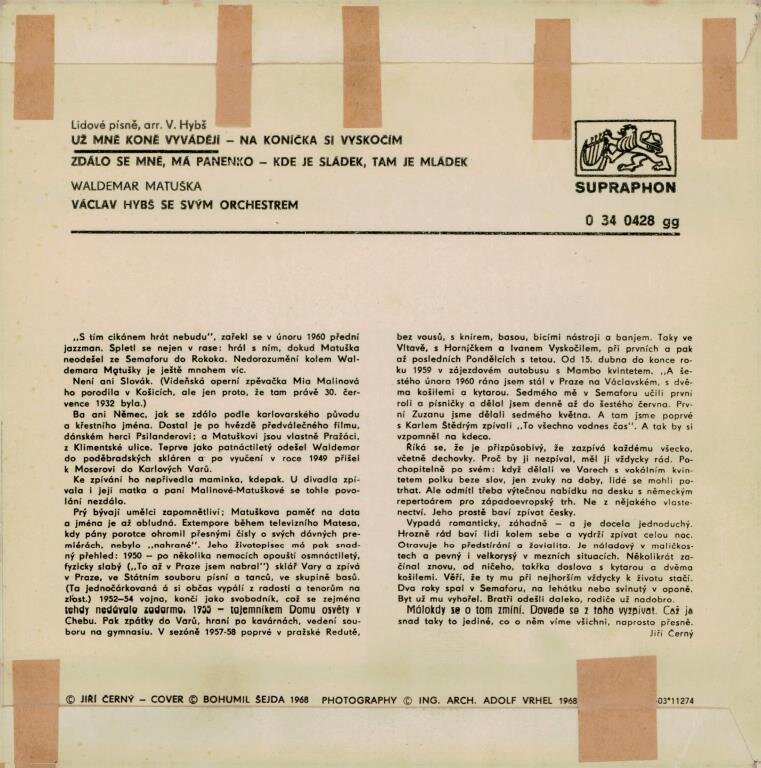 Lidové písně, arr. V. Hybš
UŽ MNĚ KONĚ VYVÁDĚJÍ – NA KONÍČKA SI VYSKOČÍM
ZDÁLO SE MNĚ, MÁ PANENKO – KDE JE SLÁDEK, TAM JE MLÁDEK
WALDEMAR MATUŠKA
VÁCLAV HYBŠ SE SVÝM ORCHESTREM
SUPRAPHON
0 34 0428 gg
„S tím cikánem hrát nebudu", zařekl se v únoru 1960 přední
jazzman. Spletl se nejen v rase: hrál s ním, dokud Matuška
neodešel ze Semaforu do Rokoka. Nedorozumění kolem Wal-
demara Matušky je ještě mnohem víc.
Není ani Slovák. (Vídeňská operní zpěvačka Mia Malinová
ho porodila v Košicích, ale jen proto, že tam právě 30. čer-
vence 1932 byla.)
Ba ani Němec, jak se zdálo podle karlovarského původu
a křestního jména. Dostal je po hvězdě předválečného filmu,
dánském herci Psilanderovi; a Matuškovi jsou vlastně Pražáci,
z Klimentské ulice. Teprve jako patnáctiletý odešel Waldemar
do poděbradských skláren a po vyučení v roce 1949 přišel
k Moserovi do Karlových Varů.
Ke zpívání ho nepřivedla maminka, kdepak. U divadla zpí-
vala i její matka a paní Malinové-Matuškové se tohle povo-
lání nezdálo.
Prý bývají umělci zapomnětliví; Matuškova paměť na data
a jména je až obludná. Extempore během televizního Matesa,
kdy pány porotce ohromil přesnými čísly o svých dávných pre-
miérách, nebylo „nahrané". Jeho životopisec má pak snad-
ný přehled: 1950 – po několika nemocích opouští osmnáctiletý,
fyzicky slabý („To až v Praze jsem nabral") sklář Vary a zpívá
v Praze, ve Státním souboru písní a tanců, ve skupině basů.
(Ta jednočárkovaná á si občas vypálí z radosti a tenorům na
zlost.) 1952–54 vojna, končí jako svobodník, což se zejména
tehdy nedávalo zadarmo, 1955 – tajemníkem Domu osvěty v
Chebu. Pak zpátky do Varů, hraní po kavárnách, vedení sou-
boru na gymnasiu. V sezóně 1957-58 poprvé v pražské Redutě,
bez vousů, s knírem, basou, bicími nástroji a banjem. Taky ve
Vltavě, s Horníčkem a Ivanem Vyskočilem, při prvních a pak
až posledních Pondělcích s tetou. Od 15. dubna do konce ro-
ku 1959 v zájezdovém autobusu s Mambo kvintetem. „A še-
stého února 1960 ráno jsem stál v Praze na Václavském, s dvě-
ma košilemi a kytarou. Sedmého mě v Semaforu učili první
roli a písničky a dělal jsem denně až do šestého června. Prv-
ní Zuzanu jsme dělali sedmého května. A tam jsme poprvé
s Karlem Štědrým zpívali „To všechno vodnes čas". A tak by si
vzpomněl na kdeco.
Říká se, že je přizpůsobivý, že zazpívá každému všecko,
včetně dechovky. Proč by ji nezpíval, měl ji vždycky rád. Po-
chopitelně po svém: když dělali ve Varech s vokálním kvin-
tetem polku beze slov, jen zvuky na doby, lidé se mohli po-
trhat. Ale odmítl třeba výtečnou nabídku na desku s německým
repertoárem pro západoevropský trh. Ne z nějakého vlaste-
nectví. Jeho prostě baví zpívat česky.
Vypadá romanticky, záhadně – a je docela jednoduchý.
Hrozně rád baví lidi kolem sebe a vydrží zpívat celou noc.
Otravuje ho předstírání a žovialita. Je náladový v maličkos-
tech a pevný i velkorysý v mezních situacích. Několikrát za-
čínal znovu, od ničeho, takřka doslova s kytarou a dvěma
košilemi. Věří, že ty mu při nejhorším vždycky k životu stačí.
Dva roky spal v Semaforu, na lehátku nebo svinutý v oponě.
Byt už mu vyhořel. Bratři odešli daleko, rodiče už nadobro.
Málokdy se o tom zmíní. Dovede se z toho vyzpívat. Což je
snad taky to jediné, co o něm víme všichni, naprosto přesně.
Jiří Černý
© JIŘÍ ČERNÝ – COVER © BOHUMIL ŠEJDA 1968 PHOTOGRAPHY © ING. ARCH. ADOLF VRHEL 1968
03*11274